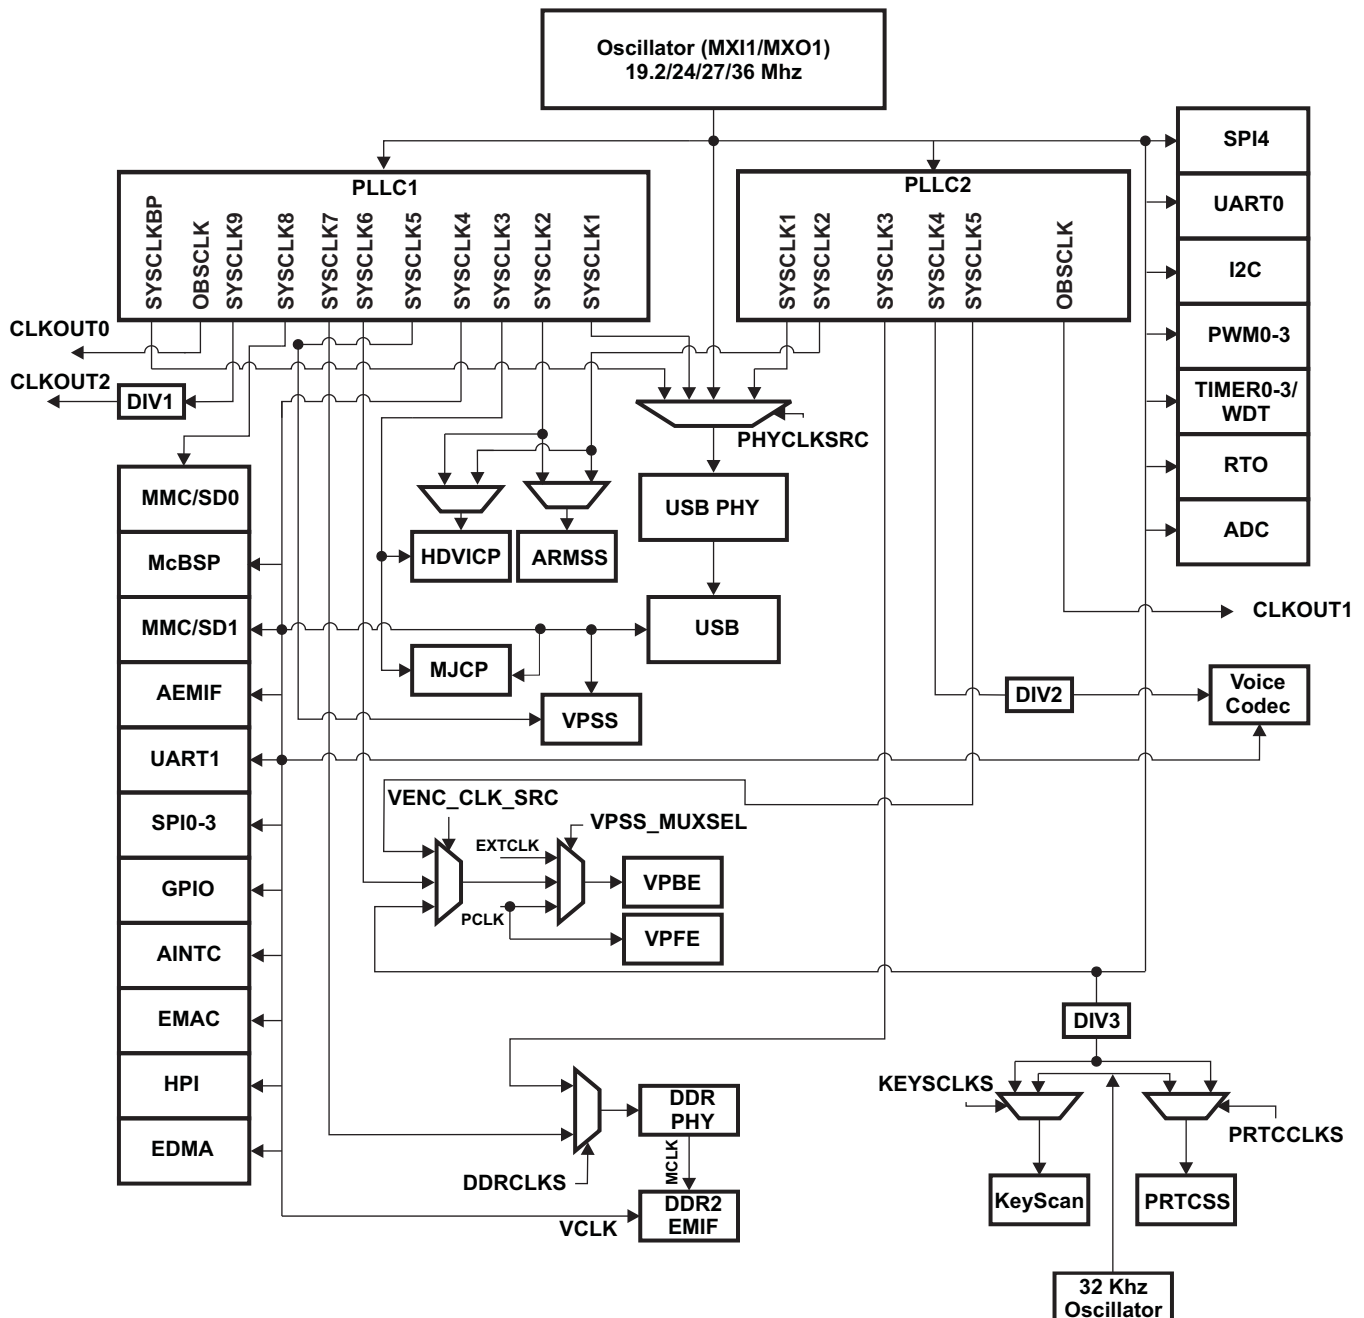 Oscillator (MXI1/MXO1)
19.2/24/27/36 Mhz
PLLC1
SYSCLKBP
OBSCLK
SYSCLK9
SYSCLK8
SYSCLK7
SYSCLK6
SYSCLK5
SYSCLK4
SYSCLK3
SYSCLK2
SYSCLK1
PLLC2
SYSCLK1
SYSCLK2
SYSCLK3
SYSCLK4
SYSCLK5
OBSCLK
SPI4
UART0
I2C
PWM0-3
TIMER0-3/
WDT
RTO
ADC
CLKOUT0
CLKOUT2
DIV1
PHYCLKSRC
MMC/SD0
McBSP
MMC/SD1
AEMIF
UART1
SPI0-3
GPIO
AINTC
EMAC
HPI
EDMA
HDVICP
ARMSS
USB PHY
USB
MJCP
VPSS
CLKOUT1
DIV2
Voice
Codec
VENC_CLK_SRC
VPSS_MUXSEL
EXTCLK
PCLK
VPBE
VPFE
DIV3
KEYSCLKS
PRTCCLKS
DDR
PHY
MCLK
DDRCLKS
DDR2
EMIF
VCLK
KeyScan
PRTCSS
32 Khz
Oscillator